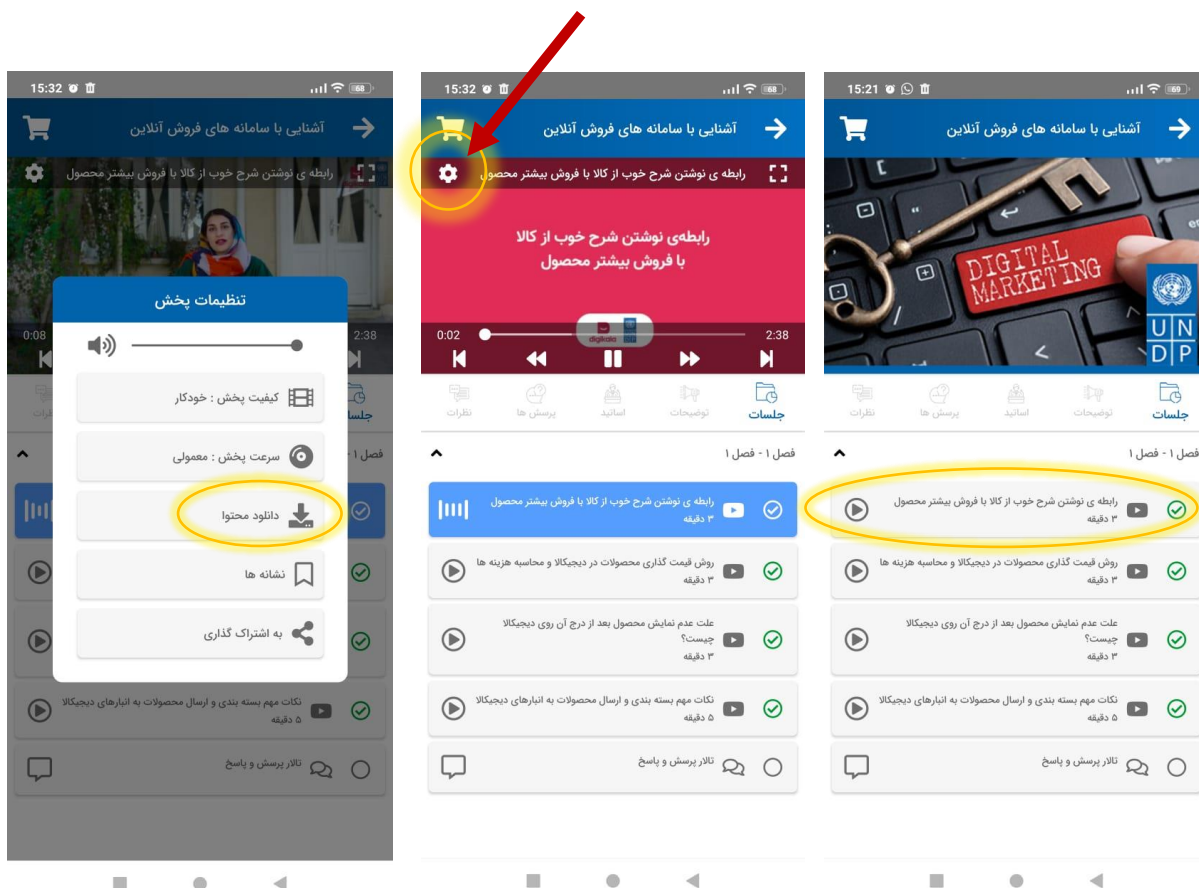 15:21
69
آشنایی با سامانه های فروش آنلاین
DIGITAL
MARKETING
U N
D P
جلسات توضیحات اساتید پرسش ها نظرات
فصل ۱ - فصل ۱
رابطه ی نوشتن شرح خوب از کالا با فروش بیشتر محصول
۳ دقیقه
روش قیمت گذاری محصولات در دیجیکالا و محاسبه هزینه ها
۳ دقیقه
علت عدم نمایش محصول بعد از درج آن روی دیجیکالا
چیست؟
۳ دقیقه
نکات مهم بسته بندی و ارسال محصولات به انبارهای دیجیکالا
۵ دقیقه
تالار پرسش و پاسخ
15:32
68
آشنایی با سامانه های فروش آنلاین
رابطه ی نوشتن شرح خوب از کالا با فروش بیشتر محصول
رابطه‌ی نوشتن شرح خوب از کالا
با فروش بیشتر محصول
digikala
0:02 2:38
جلسات توضیحات اساتید پرسش ها نظرات
فصل ۱ - فصل ۱
رابطه ی نوشتن شرح خوب از کالا با فروش بیشتر محصول
۳ دقیقه
روش قیمت گذاری محصولات در دیجیکالا و محاسبه هزینه ها
۳ دقیقه
علت عدم نمایش محصول بعد از درج آن روی دیجیکالا
چیست؟
۳ دقیقه
نکات مهم بسته بندی و ارسال محصولات به انبارهای دیجیکالا
۵ دقیقه
تالار پرسش و پاسخ
15:32
68
آشنایی با سامانه های فروش آنلاین
رابطه ی نوشتن شرح خوب از کالا با فروش بیشتر محصول
تنظیمات پخش
0:08 2:38
کیفیت پخش : خودکار
فصل ۱ -
سرعت پخش : معمولی
دانلود محتوا
نشانه ها
به اشتراک گذاری
نکات مهم بسته بندی و ارسال محصولات به انبارهای دیجیکالا
۵ دقیقه
تالار پرسش و پاسخ